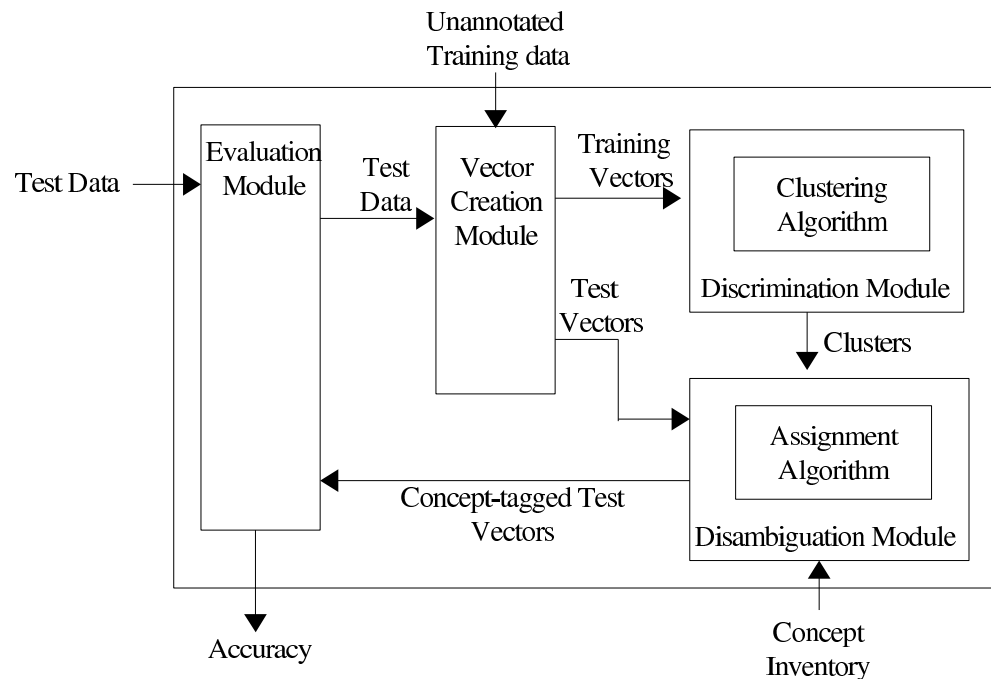 Unannotated
Training data
Test Data
Evaluation
Module
Test
Data
Vector
Creation
Module
Training
Vectors
Clustering
Algorithm
Discrimination Module
Test
Vectors
Clusters
Assignment
Algorithm
Disambiguation Module
Concept-tagged Test
Vectors
Accuracy
Concept
Inventory